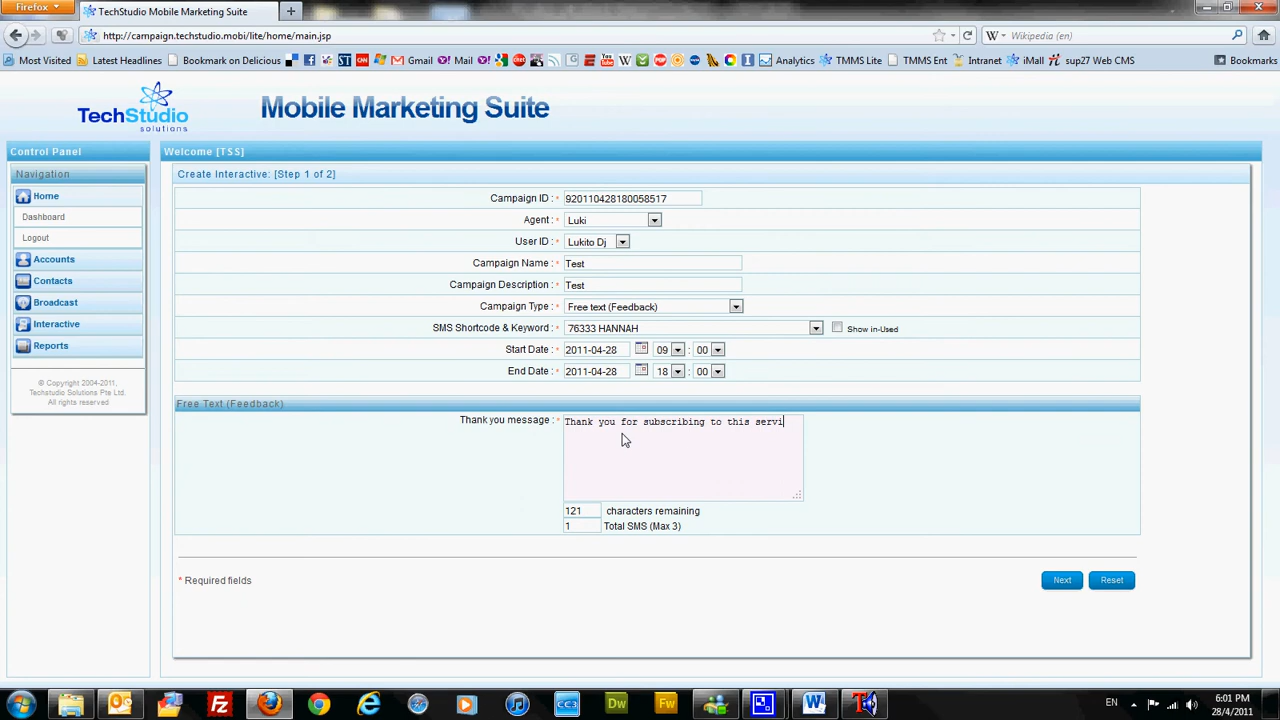 Firefox
TechStudio Mobile Marketing Suite
http://campaign.techstudio.mobi/lite/home/main.jsp
Wikipedia (en)
Most Visited Latest Headlines Bookmark on Delicious Gmail Mail Analytics TMMS Lite TMMS Ent Intranet iMall sup27 Web CMS Bookmarks
TechStudio
solutions
Mobile Marketing Suite
Control Panel
Welcome [TSS]
Navigation
Home
Dashboard
Logout
Accounts
Contacts
Broadcast
Interactive
Reports
© Copyright 2004-2011,
Techstudio Solutions Pte Ltd.
All rights reserved
Create Interactive: [Step 1 of 2]
Campaign ID : * 920110428180058517
Agent : * Luki
User ID : * Lukito Dj
Campaign Name : * Test
Campaign Description : * Test
Campaign Type : * Free text (Feedback)
SMS Shortcode & Keyword : * 76333 HANNAH Show in-Used
Start Date : * 2011-04-28 09 : 00
End Date : * 2011-04-28 18 : 00
Free Text (Feedback)
Thank you message : * Thank you for subscribing to this servi
121 characters remaining
1 Total SMS (Max 3)
* Required fields
Next Reset
EN 6:01 PM
28/4/2011